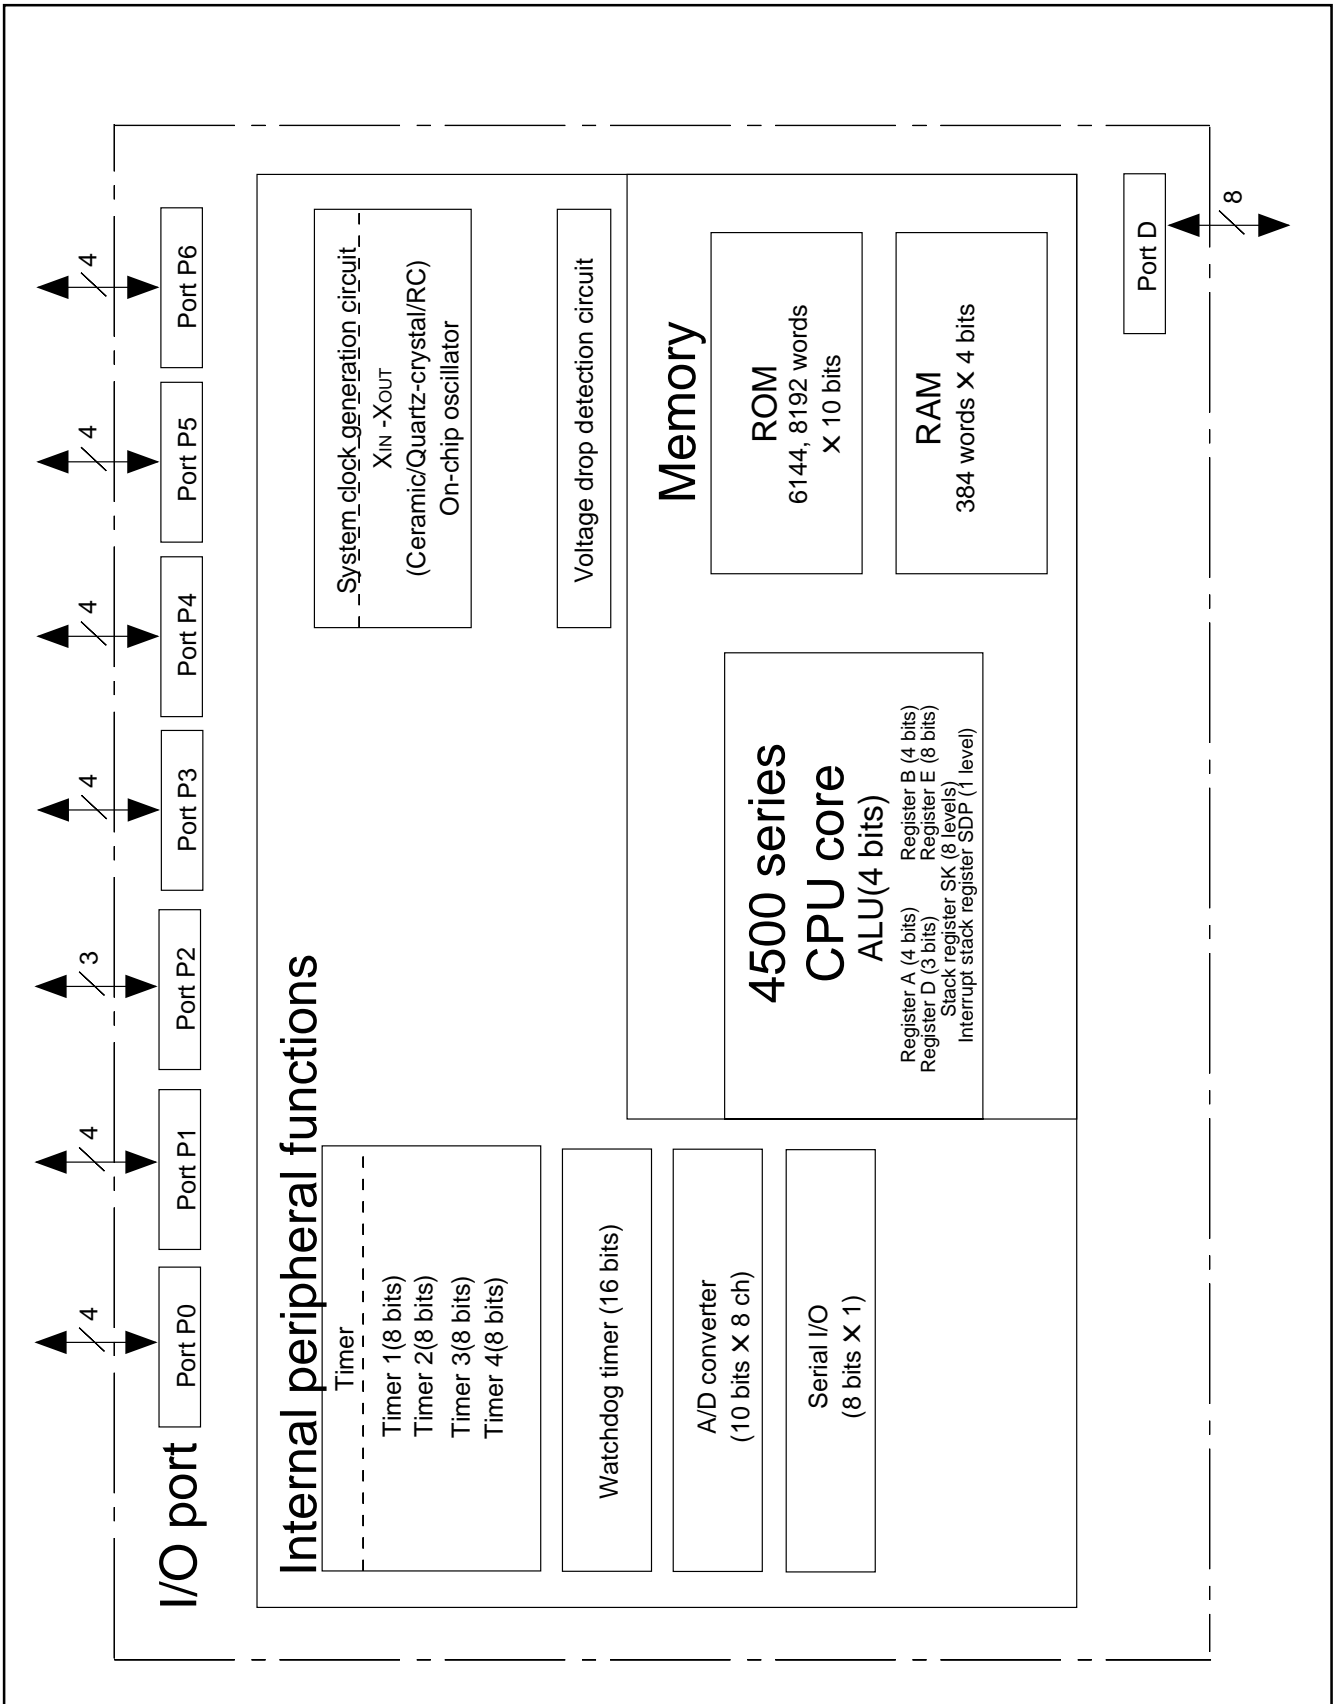 I/O port
4
Port P0
4
Port P1
3
Port P2
4
Port P3
4
Port P4
4
Port P5
4
Port P6
Internal peripheral functions
Timer
Timer 1(8 bits)
Timer 2(8 bits)
Timer 3(8 bits)
Timer 4(8 bits)
Watchdog timer (16 bits)
A/D converter
(10 bits ✕ 8 ch)
Serial I/O
(8 bits ✕ 1)
System clock generation circuit
XIN -XOUT
(Ceramic/Quartz-crystal/RC)
On-chip oscillator
Voltage drop detection circuit
4500 series
CPU core
ALU(4 bits)
Register A (4 bits) Register B (4 bits)
Register D (3 bits) Register E (8 bits)
Stack register SK (8 levels)
Interrupt stack register SDP (1 level)
Memory
ROM
6144, 8192 words
✕ 10 bits
RAM
384 words ✕ 4 bits
Port D
8